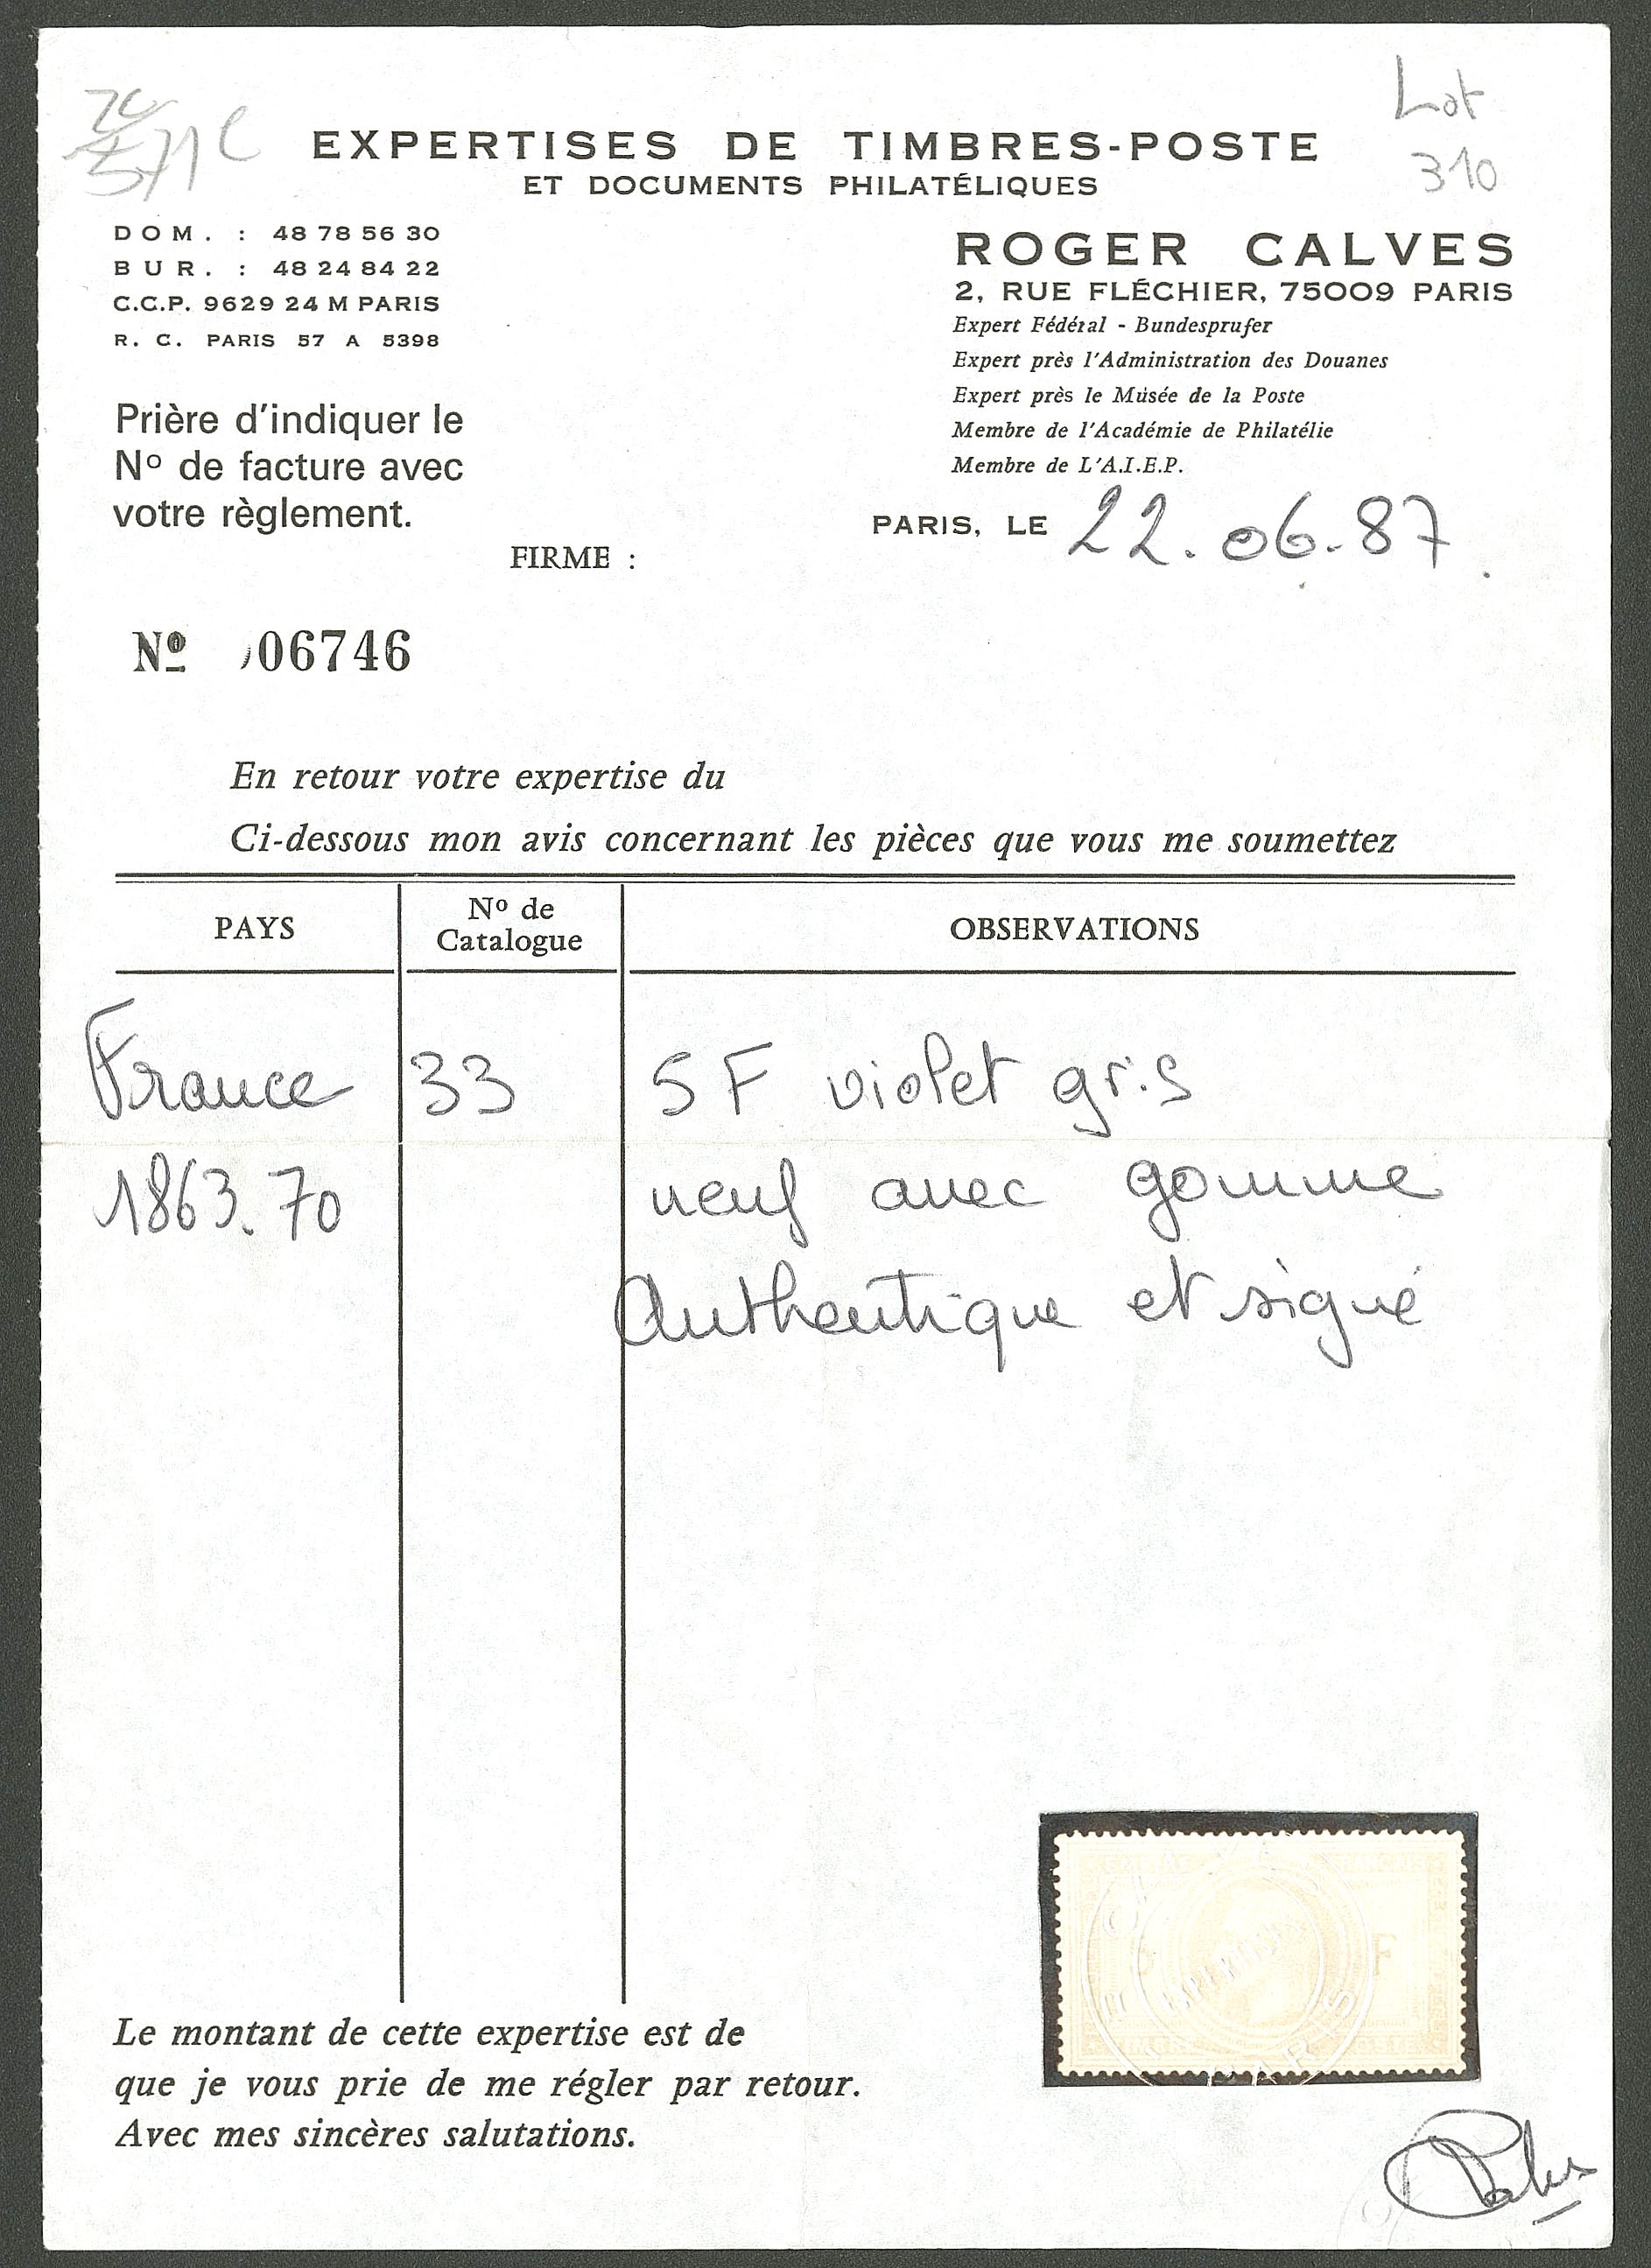 Lot
310
EXPERTISES DE TIMBRES-POSTE
ET DOCUMENTS PHILATÉLIQUES
DOM. : 48 78 56 30
BUR. : 48 24 84 22
C.C.P. 9629 24 M PARIS
R. C. PARIS 57 A 5398
ROGER CALVES
2, RUE FLÉCHIER, 75009 PARIS
Expert Fédéral - Bundesprufer
Expert près l'Administration des Douanes
Expert près le Musée de la Poste
Membre de l'Académie de Philatélie
Membre de L'A.I.E.P.
Prière d'indiquer le
Nº de facture avec
votre règlement.
PARIS, LE 22.06.87.
FIRME :
Nº 06746
En retour votre expertise du
Ci-dessous mon avis concernant les pièces que vous me soumettez
PAYS Nº de Catalogue OBSERVATIONS
France 33 5F violet gris
1863.70 neuf avec gomme
Authentique et signé
F
PARIS
Le montant de cette expertise est de
que je vous prie de me régler par retour.
Avec mes sincères salutations.